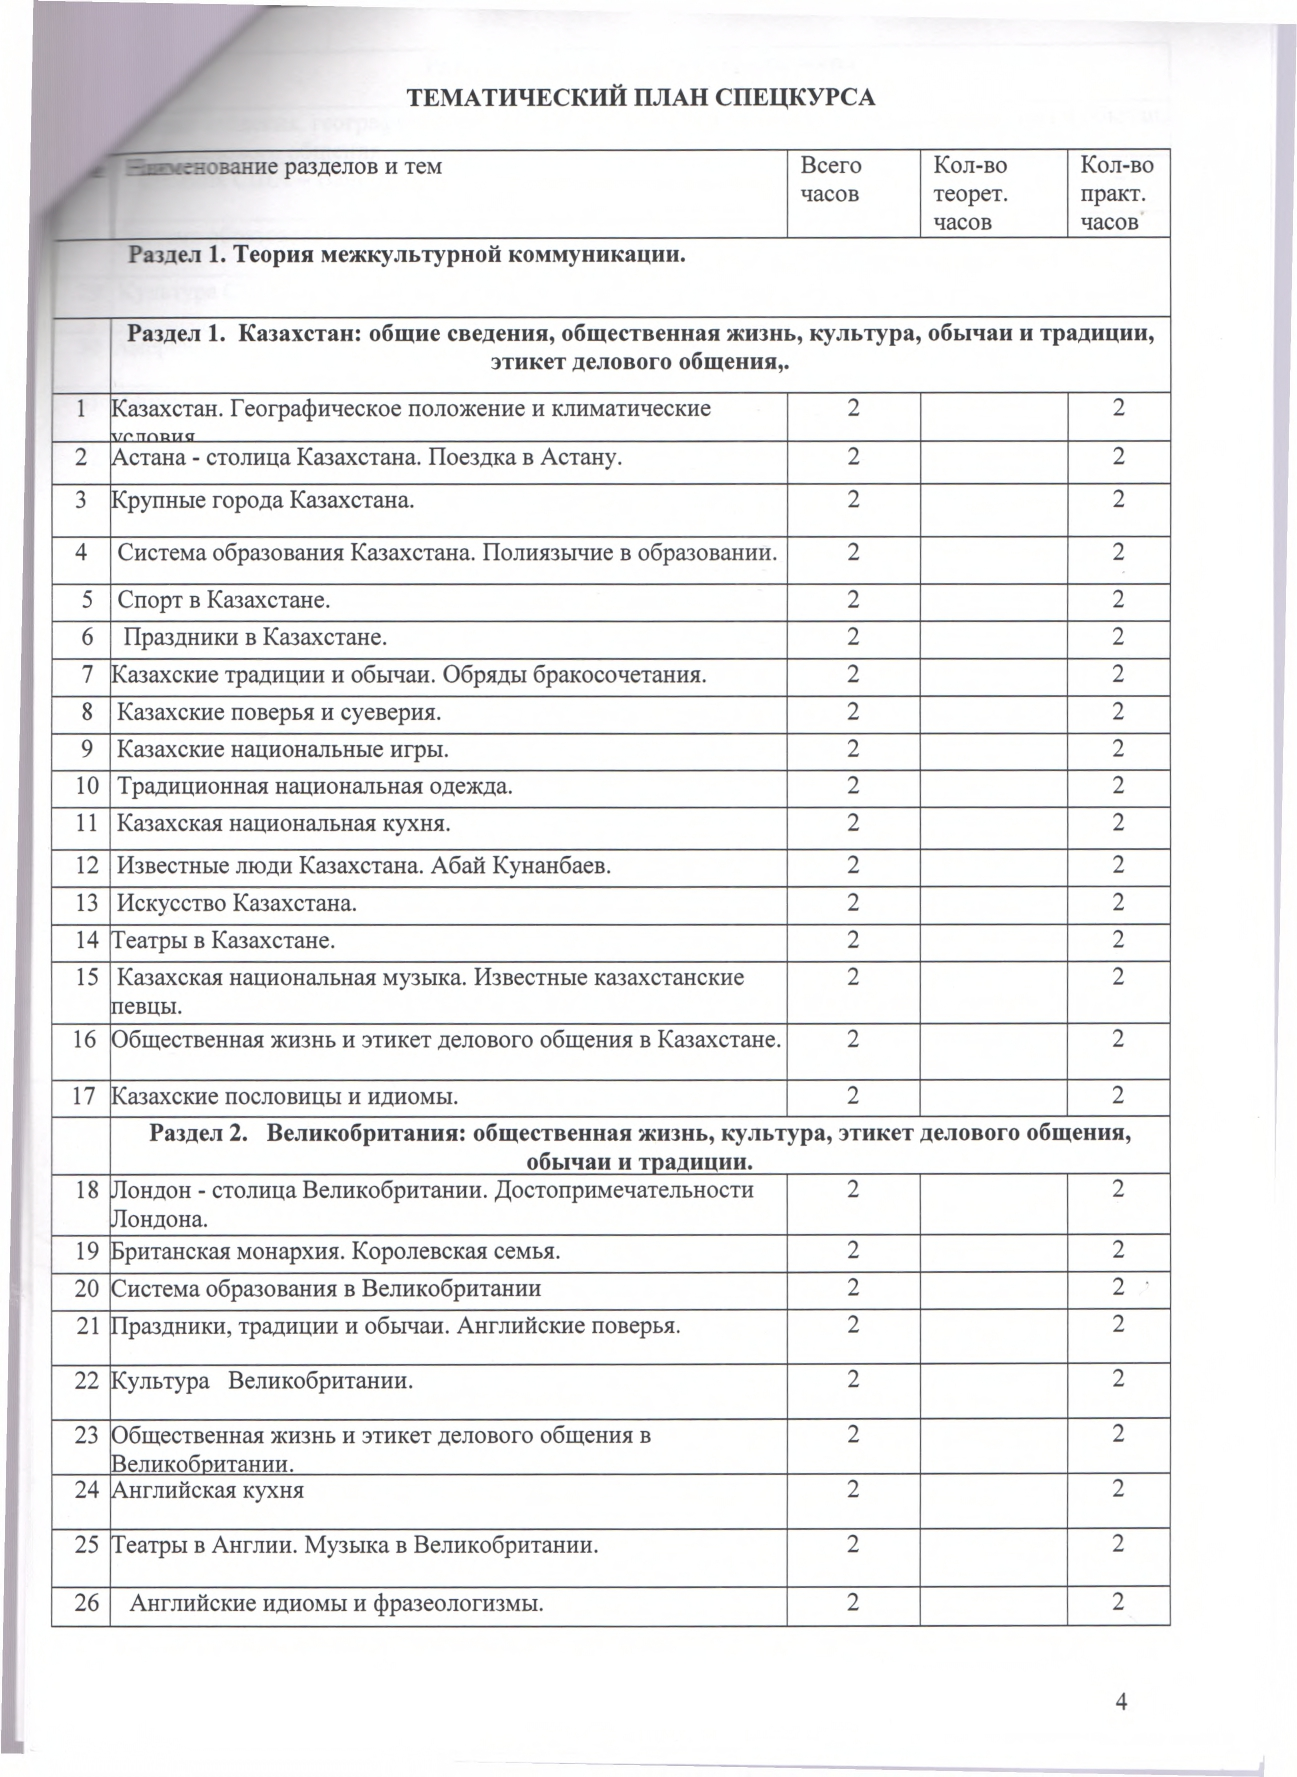 ТЕМАТИЧЕСКИЙ ПЛАН СПЕЦКУРСА
Наименование разделов и тем Всего часов Кол-во теорет. часов Кол-во практ. часов
Раздел 1. Теория межкультурной коммуникации.
Раздел 1. Казахстан: общие сведения, общественная жизнь, культура, обычаи и традиции,
этикет делового общения,.
1 Казахстан. Географическое положение и климатические 2 2
условия
2 Астана - столица Казахстана. Поездка в Астану. 2 2
3 Крупные города Казахстана. 2 2
4 Система образования Казахстана. Полиязычие в образовании. 2 2
5 Спорт в Казахстане. 2 2
6 Праздники в Казахстане. 2 2
7 Казахские традиции и обычаи. Обряды бракосочетания. 2 2
8 Казахские поверья и суеверия. 2 2
9 Казахские национальные игры. 2 2
10 Традиционная национальная одежда. 2 2
11 Казахская национальная кухня. 2 2
12 Известные люди Казахстана. Абай Кунанбаев. 2 2
13 Искусство Казахстана. 2 2
14 Театры в Казахстане. 2 2
15 Казахская национальная музыка. Известные казахстанские 2 2
певцы.
16 Общественная жизнь и этикет делового общения в Казахстане. 2 2
17 Казахские пословицы и идиомы. 2 2
Раздел 2. Великобритания: общественная жизнь, культура, этикет делового общения,
обычаи и традиции.
18 Лондон - столица Великобритании. Достопримечательности 2 2
Лондона.
19 Британская монархия. Королевская семья. 2 2
20 Система образования в Великобритании 2 2
21 Праздники, традиции и обычаи. Английские поверья. 2 2
22 Культура Великобритании. 2 2
23 Общественная жизнь и этикет делового общения в 2 2
Великобритании.
24 Английская кухня 2 2
25 Театры в Англии. Музыка в Великобритании. 2 2
26 Английские идиомы и фразеологизмы. 2 2
4